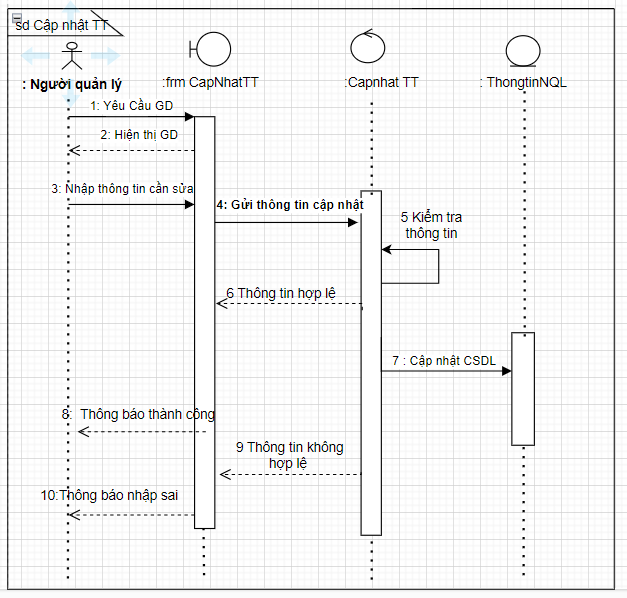 sd Cập nhật TT
: Người quản lý
:frm CapNhatTT
:Capnhat TT
: ThongtinNQL
1: Yêu Cầu GD
2: Hiện thị GD
3: Nhập thông tin cần sửa
4: Gửi thông tin cập nhật
5 Kiểm tra
thông tin
6 Thông tin hợp lê
7 : Cập nhật CSDL
8:  Thông báo thành công
9 Thông tin không
hợp lệ
10:Thông báo nhập sai